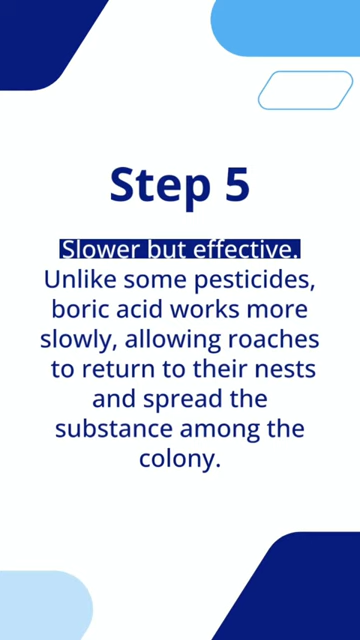 Step 5
Slower but effective.
Unlike some pesticides,
boric acid works more
slowly, allowing roaches
to return to their nests
and spread the
substance among the
colony.